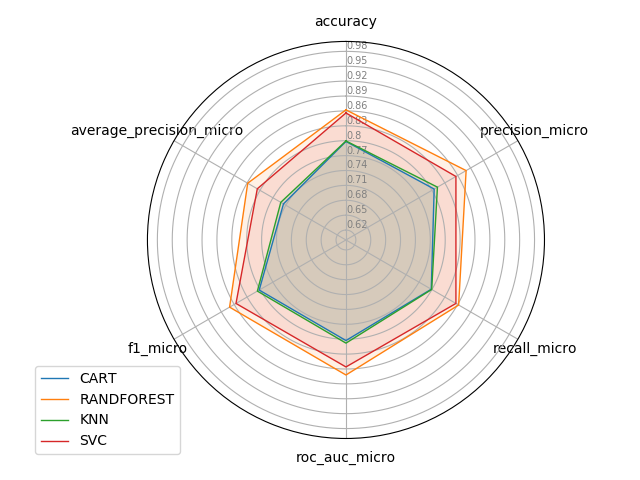 accuracy
0.98
0.95
0.92
0.89
0.86
0.83
0.8
0.77
0.74
0.71
0.68
0.65
0.62
average_precision_micro
precision_micro
f1_micro
recall_micro
roc_auc_micro
CART
RANDFOREST
KNN
SVC